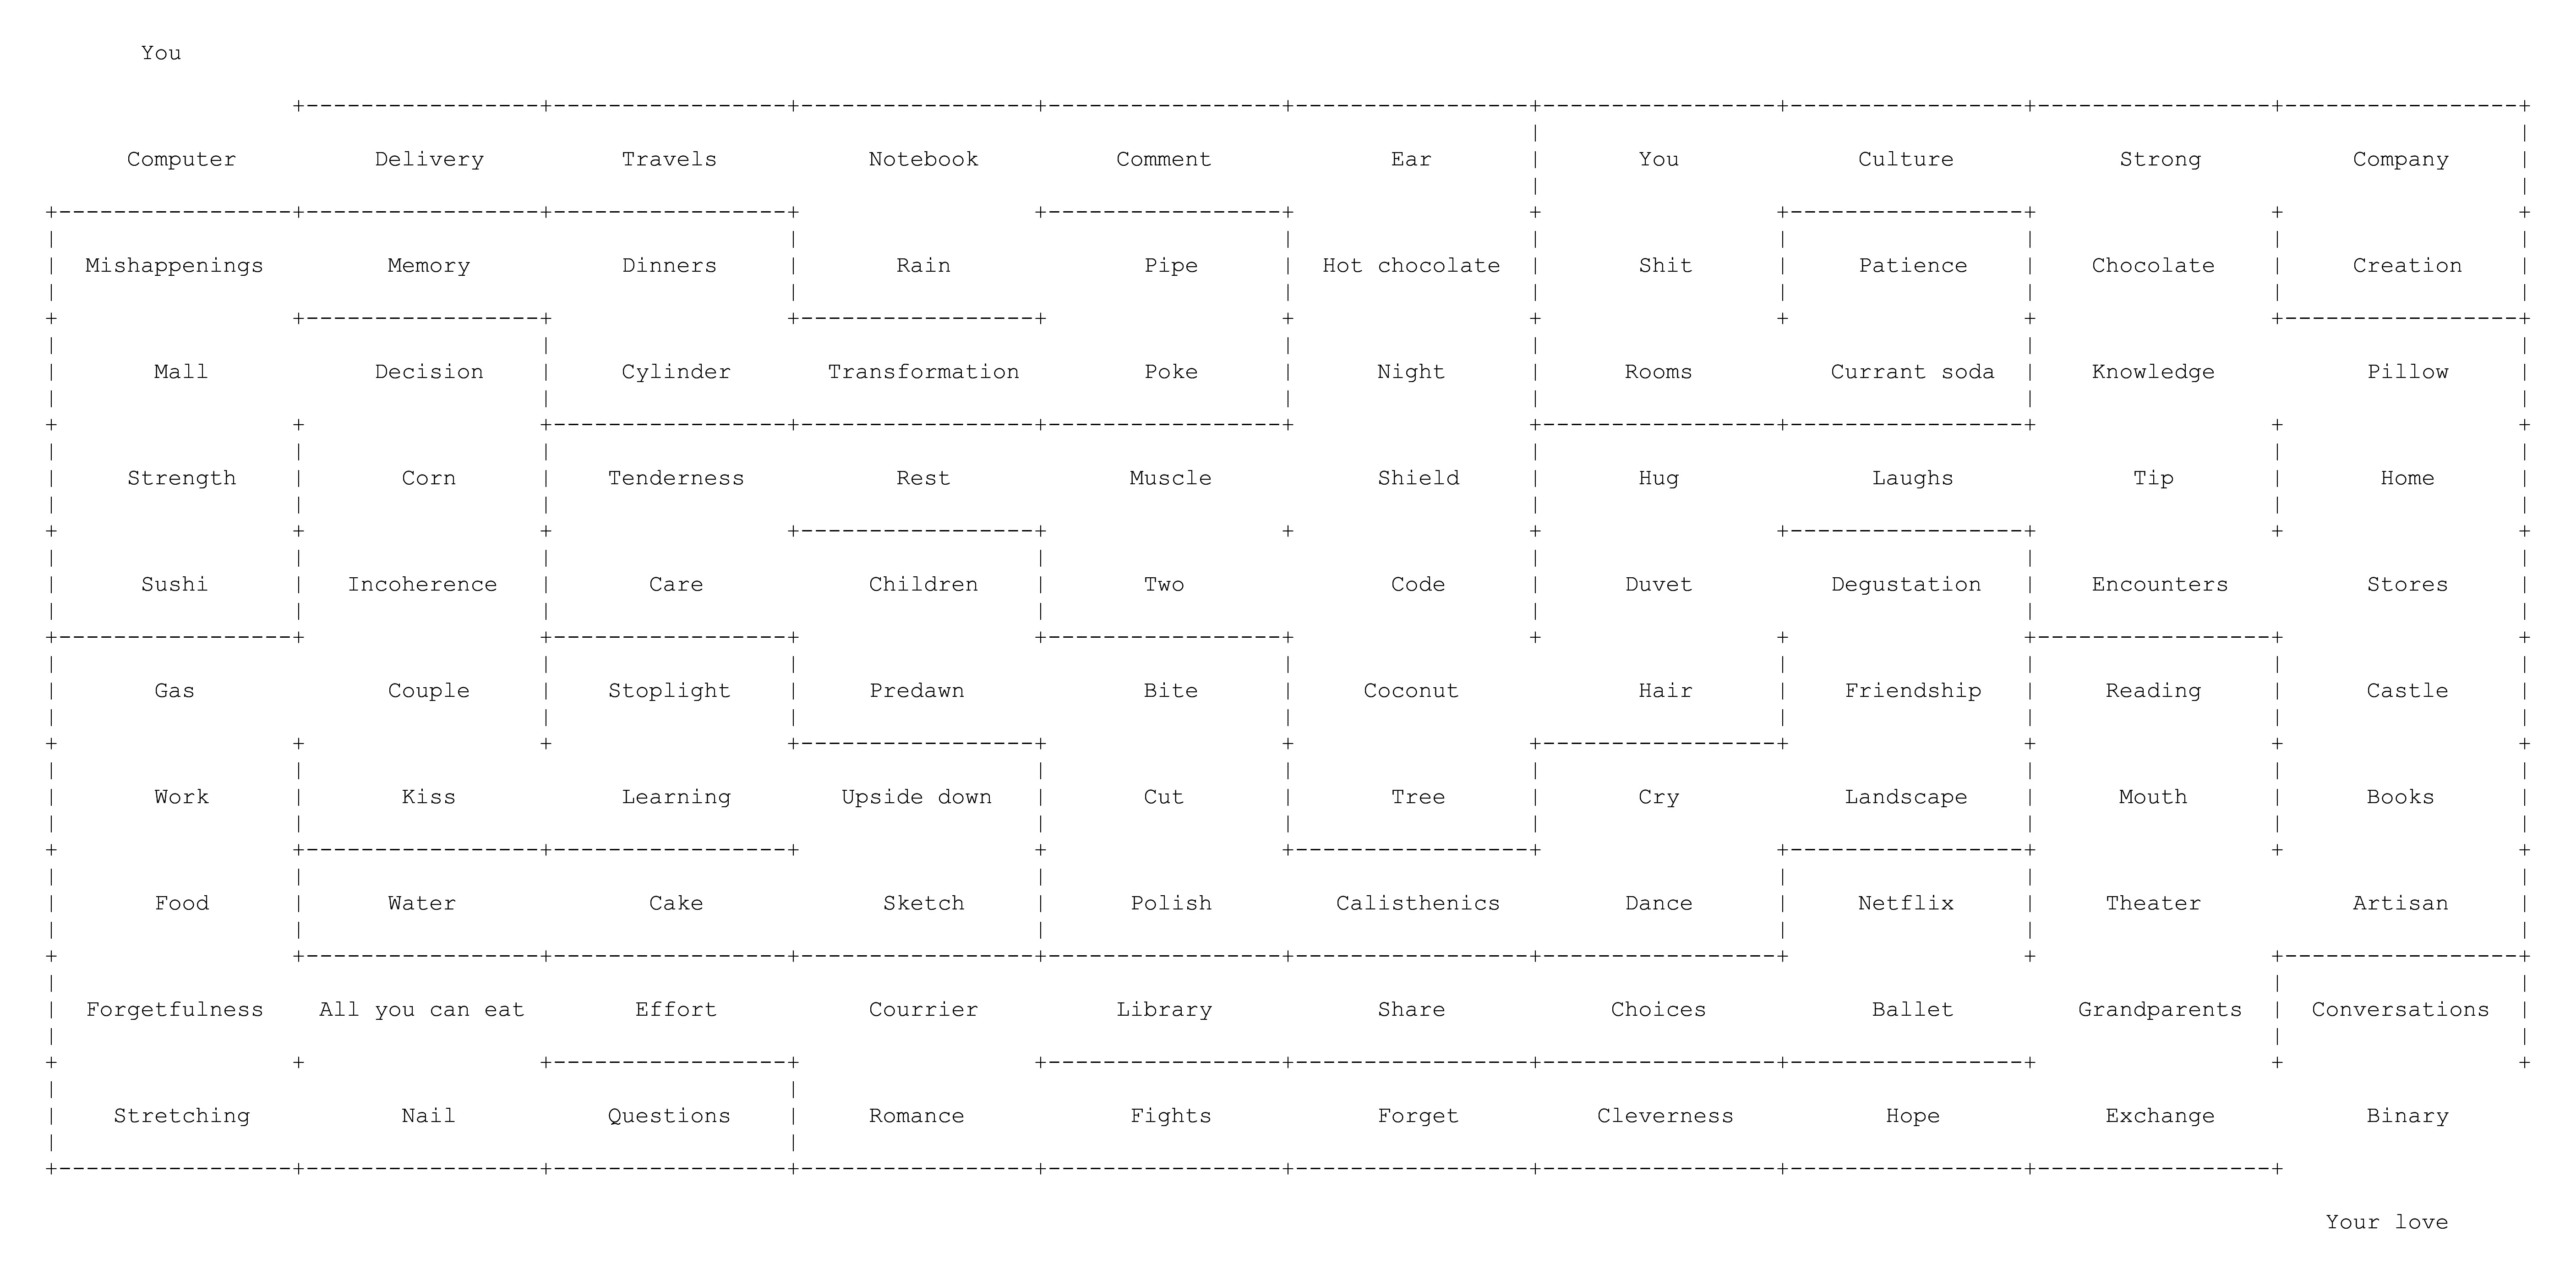 You
Computer Delivery Travels Notebook Comment Ear You Culture Strong Company
Mishappenings Memory Dinners Rain Pipe Hot chocolate Shit Patience Chocolate Creation
Mall Decision Cylinder Transformation Poke Night Rooms Currant soda Knowledge Pillow
Strength Corn Tenderness Rest Muscle Shield Hug Laughs Tip Home
Sushi Incoherence Care Children Two Code Duvet Degustation Encounters Stores
Gas Couple Stoplight Predawn Bite Coconut Hair Friendship Reading Castle
Work Kiss Learning Upside down Cut Tree Cry Landscape Mouth Books
Food Water Cake Sketch Polish Calisthenics Dance Netflix Theater Artisan
Forgetfulness All you can eat Effort Courrier Library Share Choices Ballet Grandparents Conversations
Stretching Nail Questions Romance Fights Forget Cleverness Hope Exchange Binary
Your love